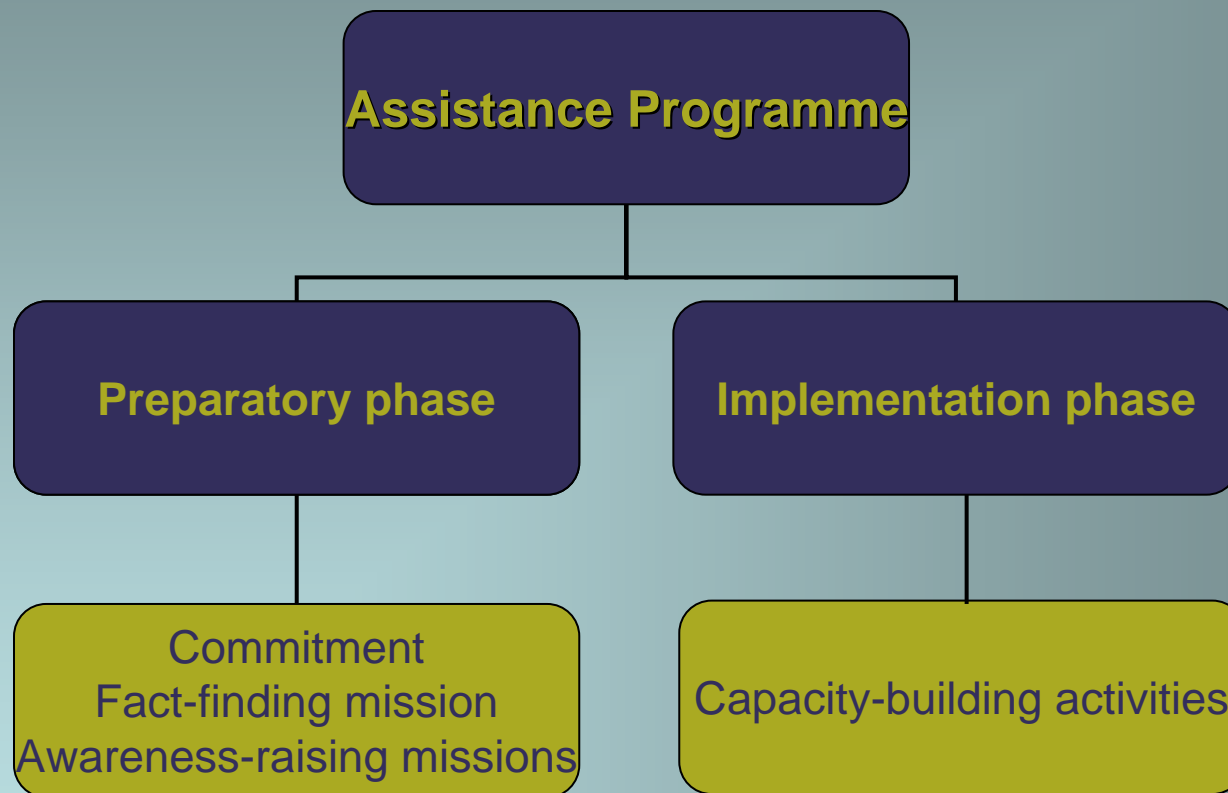 Assistance Programme
Preparatory phase
Implementation phase
Commitment
Fact-finding mission
Awareness-raising missions
Capacity-building activities